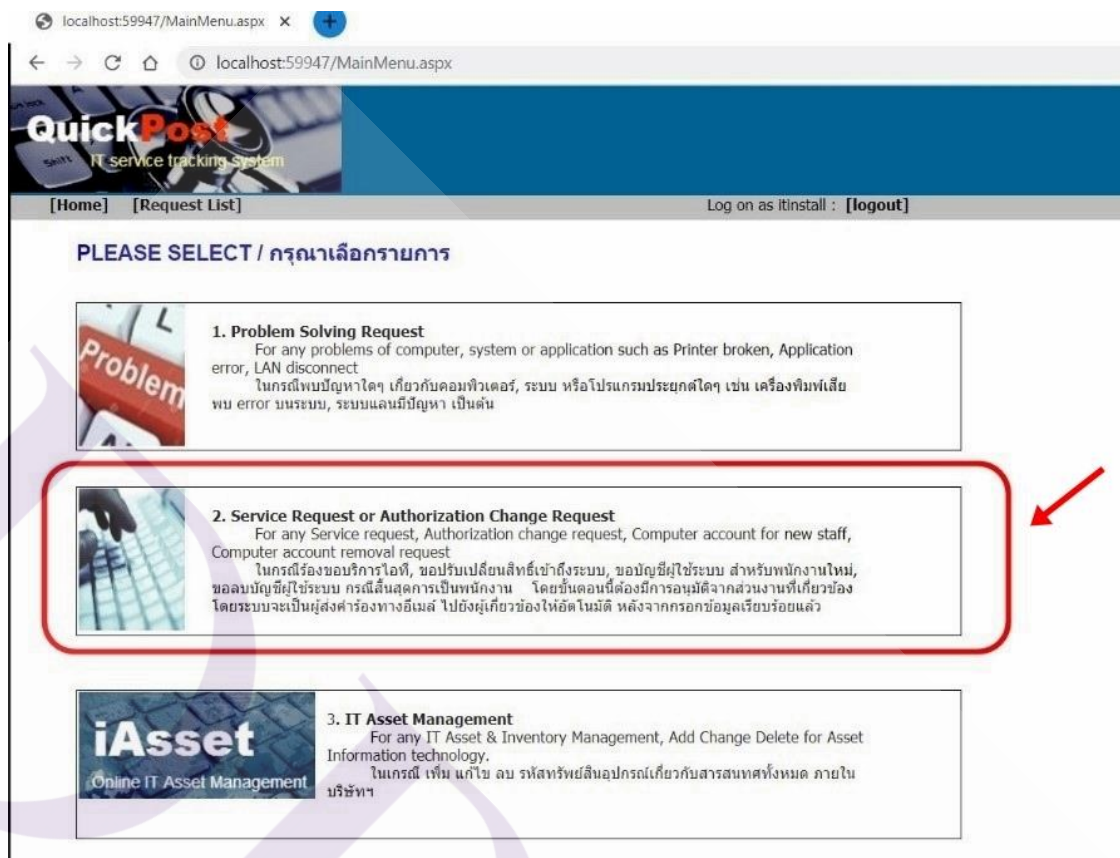 localhost:59947/MainMenu.aspx
localhost:59947/MainMenu.aspx
QuickPost
IT service tracking system
[Home] [Request List] Log on as itinstall : [logout]
PLEASE SELECT / กรุณาเลือกรายการ
Problem
1. Problem Solving Request
For any problems of computer, system or application such as Printer broken, Application
error, LAN disconnect
ในกรณีพบปัญหาใดๆ เกี่ยวกับคอมพิวเตอร์, ระบบ หรือโปรแกรมประยุกต์ใดๆ เช่น เครื่องพิมพ์เสีย
พบ error บนระบบ, ระบบแลนมีปัญหา เป็นต้น
2. Service Request or Authorization Change Request
For any Service request, Authorization change request, Computer account for new staff,
Computer account removal request
ในกรณีร้องขอบริการไอที, ขอปรับเปลี่ยนสิทธิ์เข้าถึงระบบ, ขอบัญชีผู้ใช้ระบบ สำหรับพนักงานใหม่,
ขอลบบัญชีผู้ใช้ระบบ กรณีสิ้นสุดการเป็นพนักงาน โดยขั้นตอนนี้ต้องมีการอนุมัติจากส่วนงานที่เกี่ยวข้อง
โดยระบบจะเป็นผู้ส่งคำร้องทางอีเมล์ ไปยังผู้เกี่ยวข้องให้อัตโนมัติ หลังจากกรอกข้อมูลเรียบร้อยแล้ว
iAsset
Online IT Asset Management
3. IT Asset Management
For any IT Asset & Inventory Management, Add Change Delete for Asset
Information technology.
ในเกรณี เพิ่ม แก้ไข ลบ รหัสทรัพย์สินอุปกรณ์เกี่ยวกับสารสนทศทั้งหมด ภายใน
บริษัทฯ